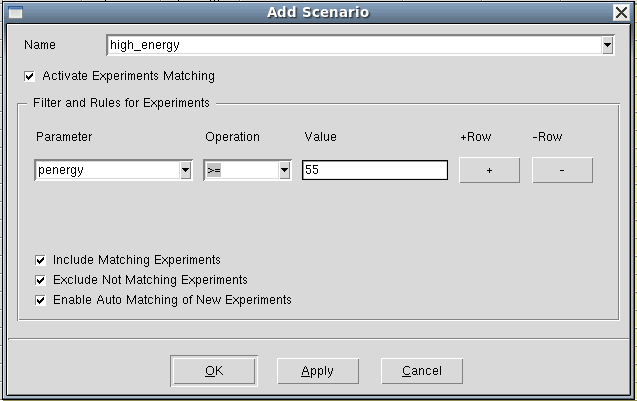 Add Scenario
Name high_energy
Activate Experiments Matching
Filter and Rules for Experiments
Parameter Operation Value +Row -Row
penergy >= 55 + -
Include Matching Experiments
Exclude Not Matching Experiments
Enable Auto Matching of New Experiments
OK Apply Cancel